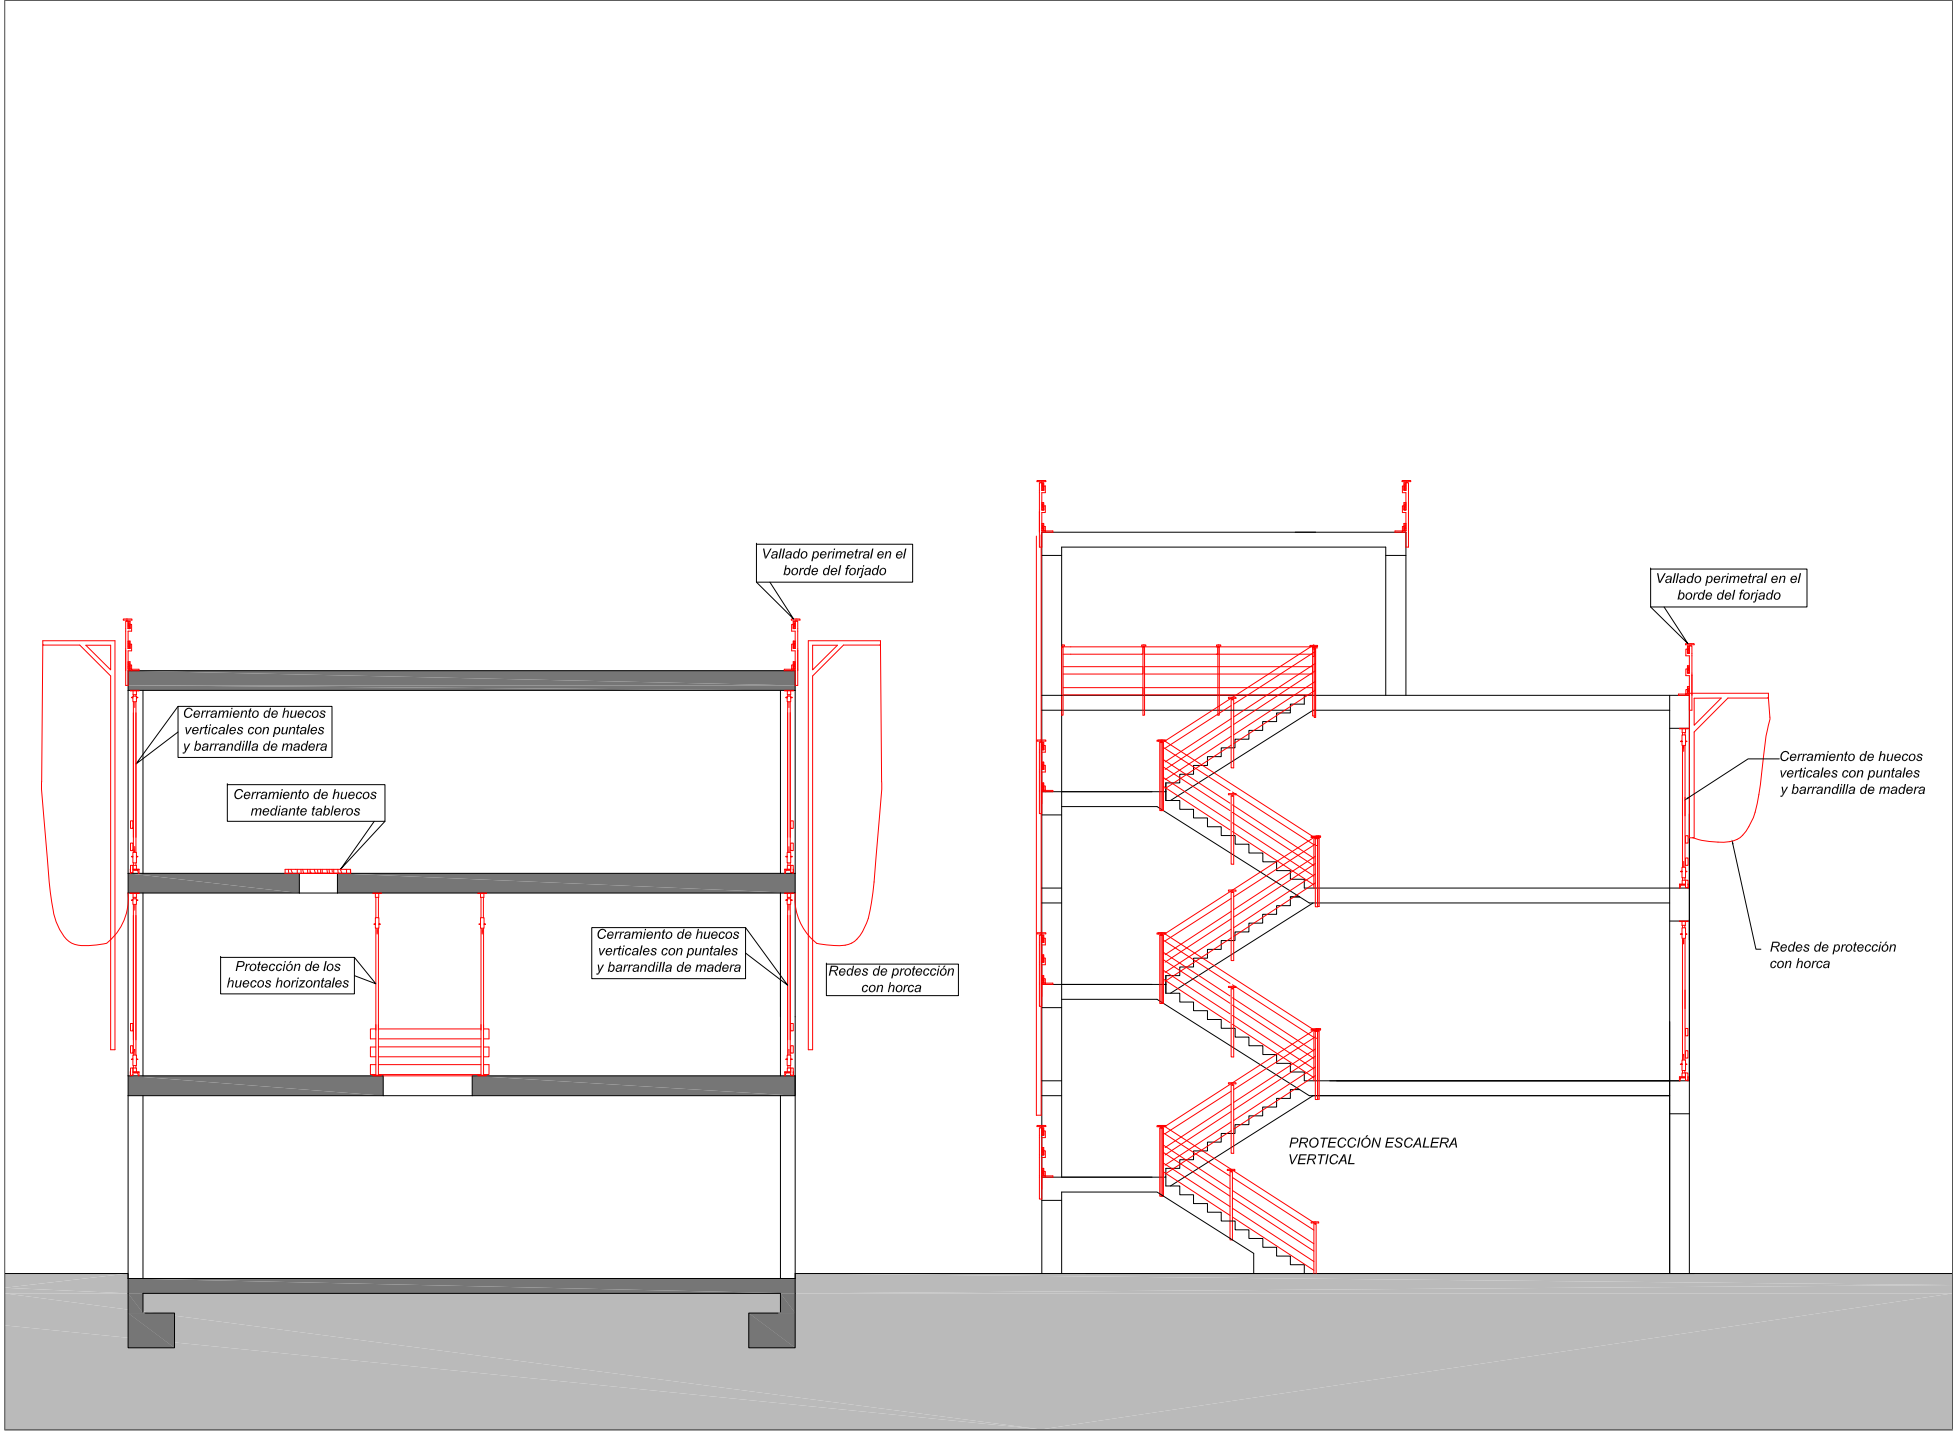 Vallado perimetral en el
borde del forjado
Cerramiento de huecos
verticales con puntales
y barrandilla de madera
Cerramiento de huecos
mediante tableros
Protección de los
huecos horizontales
Cerramiento de huecos
verticales con puntales
y barrandilla de madera
Redes de protección
con horca
Vallado perimetral en el
borde del forjado
Cerramiento de huecos
verticales con puntales
y barrandilla de madera
Redes de protección
con horca
PROTECCIÓN ESCALERA
VERTICAL